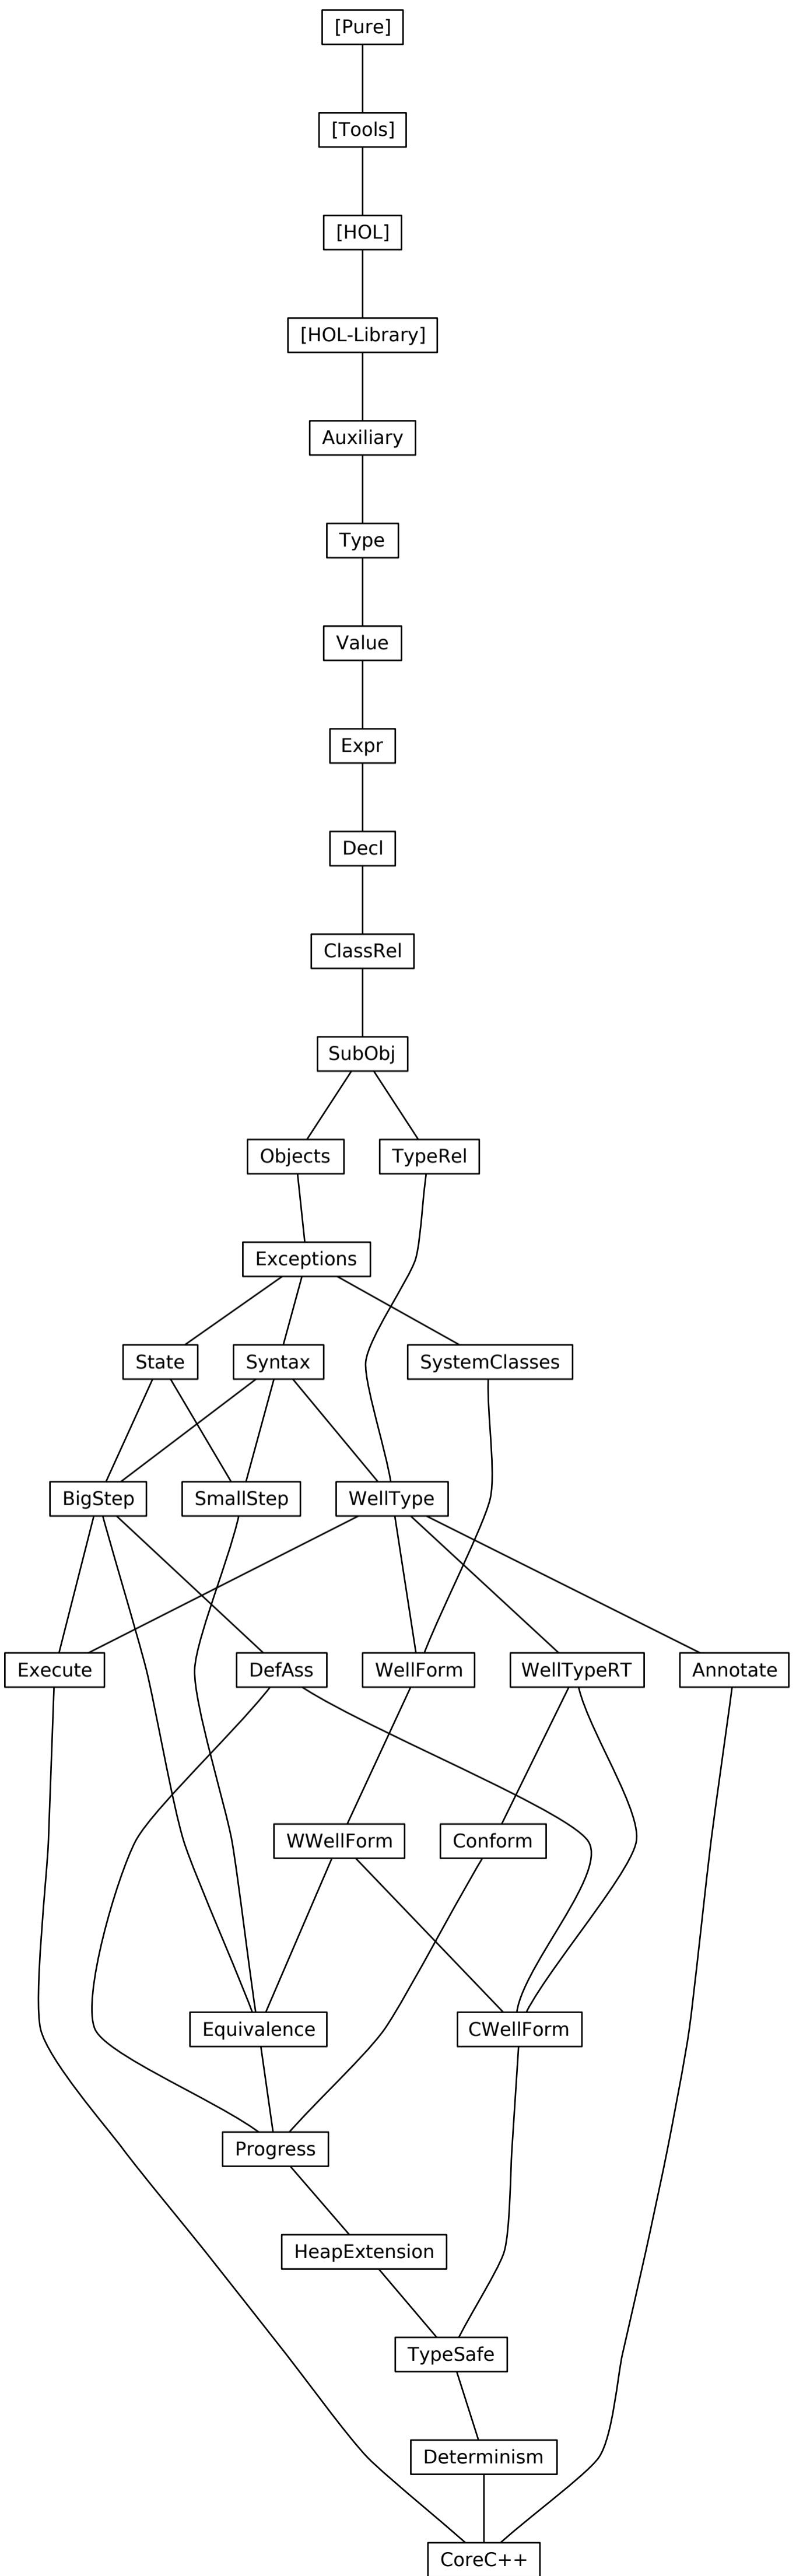 [Pure]
[Tools]
[HOL]
[HOL-Library]
Auxiliary
Type
Value
Expr
Decl
ClassRel
SubObj
Objects
TypeRel
Exceptions
State
Syntax
SystemClasses
BigStep
SmallStep
WellType
Execute
DefAss
WellForm
WellTypeRT
Annotate
WWellForm
Conform
Equivalence
CWellForm
Progress
HeapExtension
TypeSafe
Determinism
CoreC++